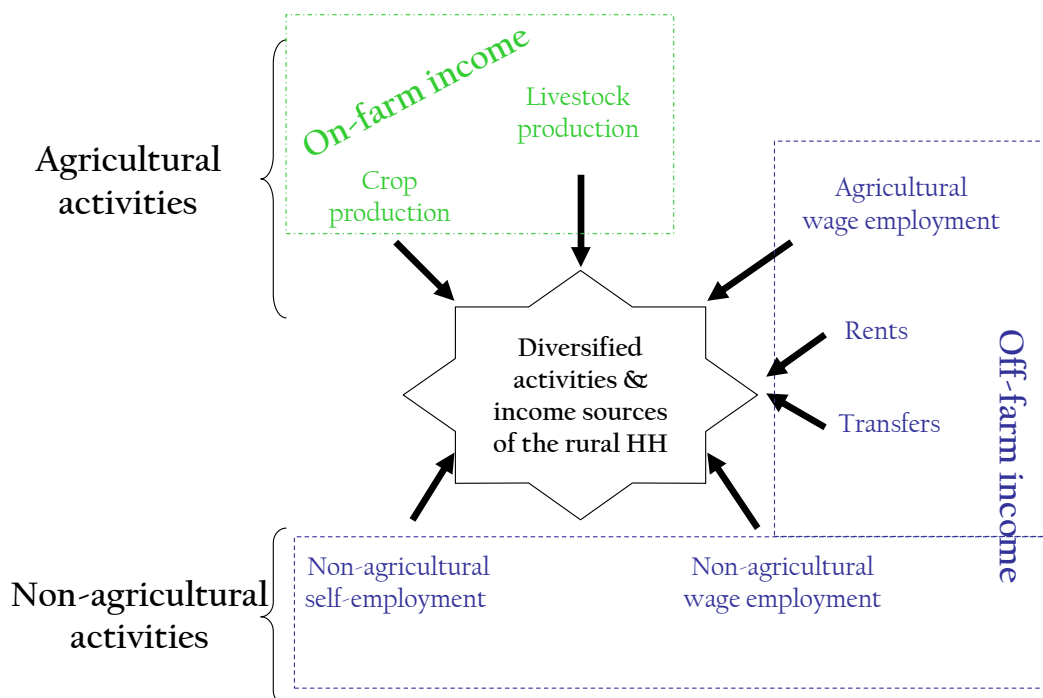 On-farm income
Livestock
production
Agricultural
activities
Crop
production
Agricultural
wage employment
Diversified
activities &
income sources
of the rural HH
Rents
Transfers
Off-farm income
Non-agricultural
activities
Non-agricultural
self-employment
Non-agricultural
wage employment